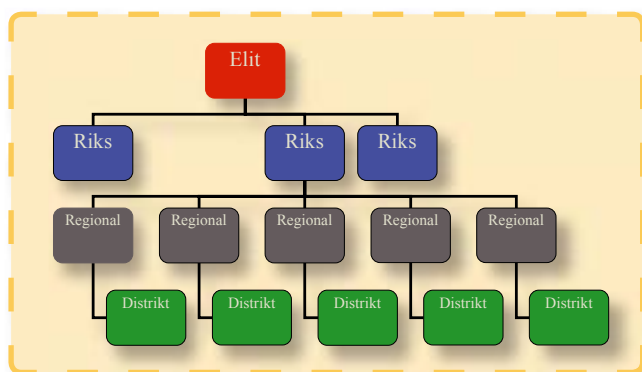 Elit
Riks Riks Riks
Regional Regional Regional Regional Regional
Distrikt Distrikt Distrikt Distrikt Distrikt